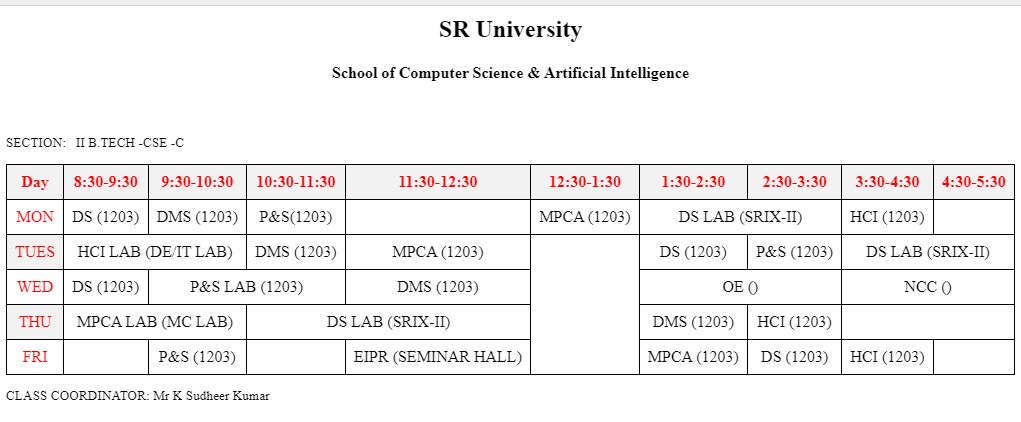 SR University
School of Computer Science & Artificial Intelligence
SECTION: II B.TECH -CSE -C
Day 8:30-9:30 9:30-10:30 10:30-11:30 11:30-12:30 12:30-1:30 1:30-2:30 2:30-3:30 3:30-4:30 4:30-5:30
MON DS (1203) DMS (1203) P&S(1203) MPCA (1203) DS LAB (SRIX-II) HCI (1203)
TUES HCI LAB (DE/IT LAB) DMS (1203) MPCA (1203) DS (1203) P&S (1203) DS LAB (SRIX-II)
WED DS (1203) P&S LAB (1203) DMS (1203) OE () NCC ()
THU MPCA LAB (MC LAB) DS LAB (SRIX-II) DMS (1203) HCI (1203)
FRI P&S (1203) EIPR (SEMINAR HALL) MPCA (1203) DS (1203) HCI (1203)
CLASS COORDINATOR: Mr K Sudheer Kumar